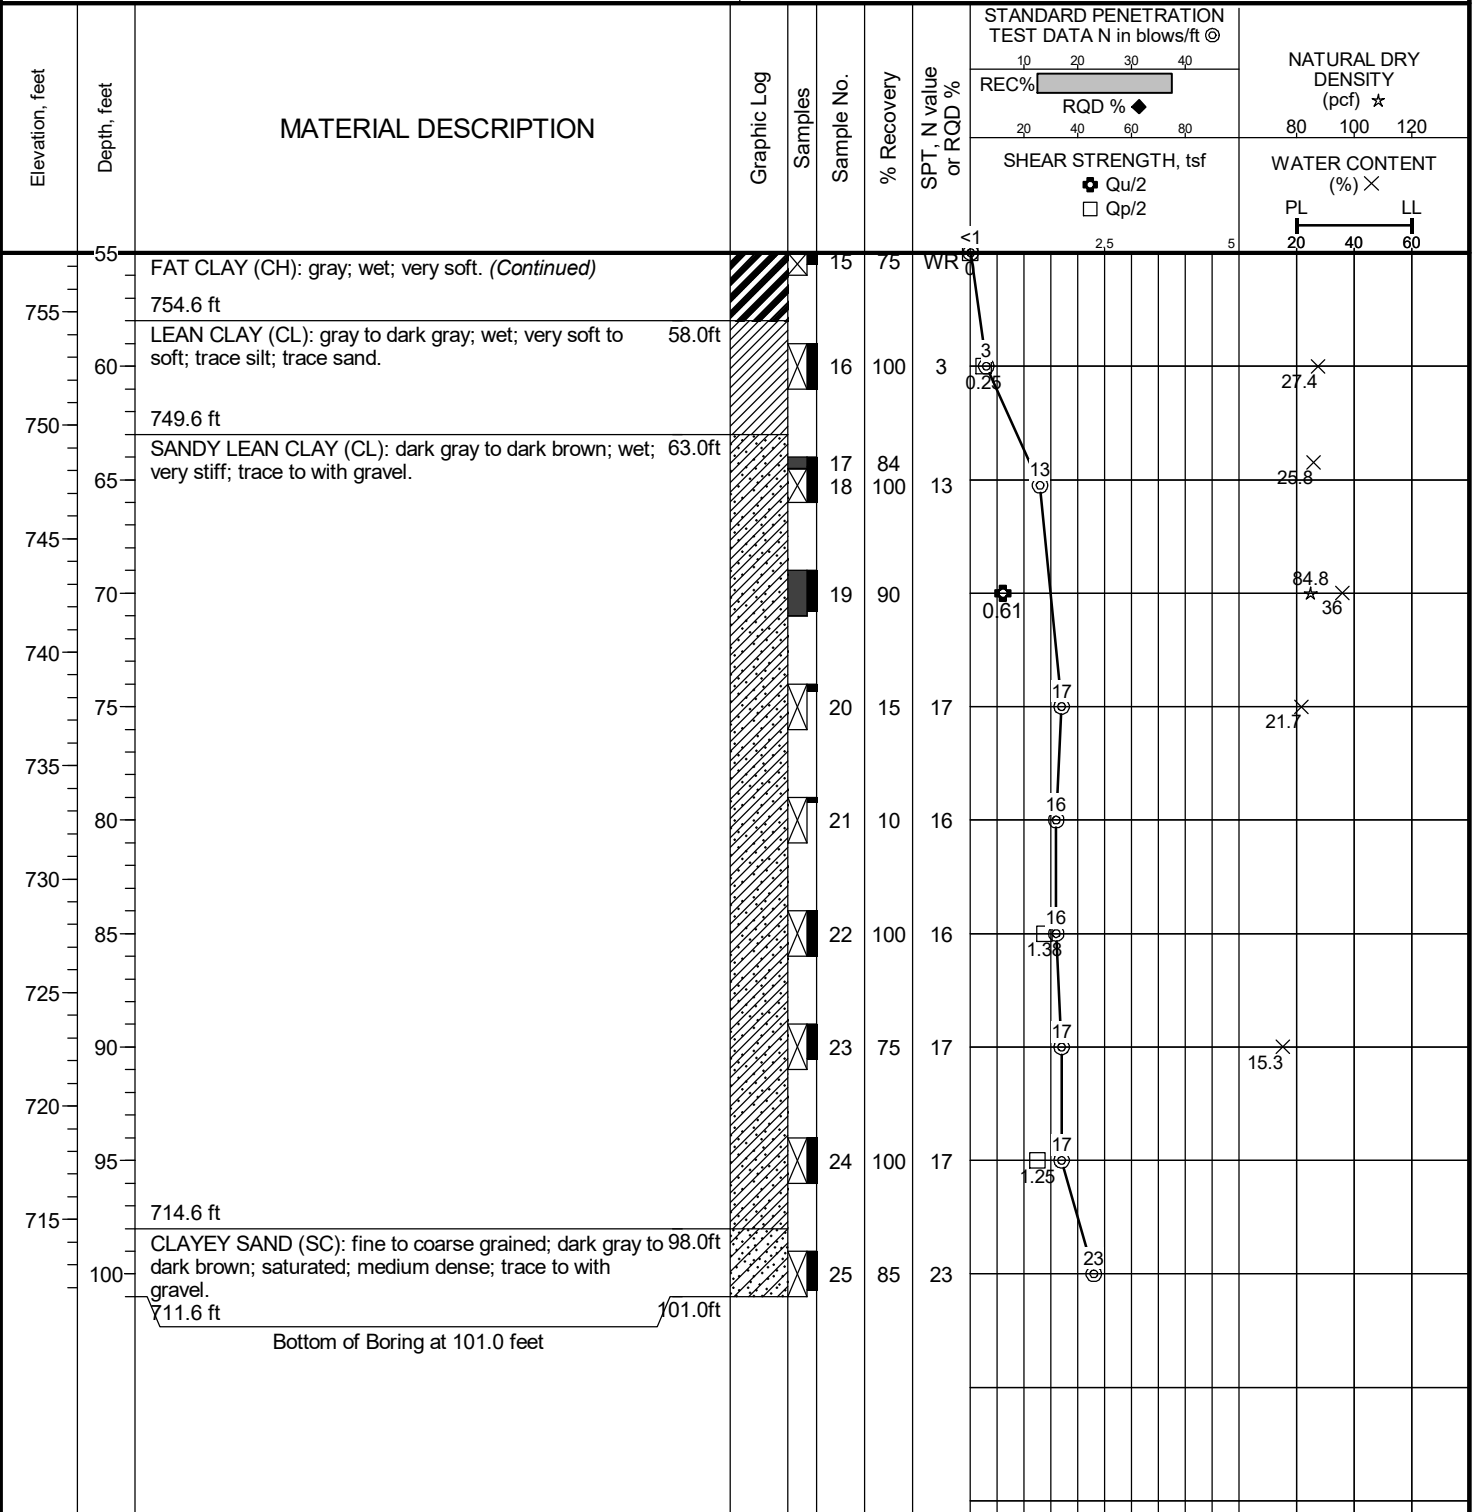 Elevation, feet
Depth, feet
MATERIAL DESCRIPTION
Graphic Log
Samples
Sample No.
% Recovery
SPT, N value
or RQD %
STANDARD PENETRATION
TEST DATA N in blows/ft
10 20 30 40
REC%
RQD %
20 40 60 80
SHEAR STRENGTH, tsf
Qu/2
Qp/2
2.5 5
NATURAL DRY
DENSITY
(pcf)
80 100 120
WATER CONTENT
(%)
PL LL
20 40 60
55
FAT CLAY (CH): gray; wet; very soft. (Continued)
15 75 WR
<1
0
754.6 ft
755
LEAN CLAY (CL): gray to dark gray; wet; very soft to 58.0ft
soft; trace silt; trace sand.
60
16 100 3
3
0.25
27.4
749.6 ft
750
SANDY LEAN CLAY (CL): dark gray to dark brown; wet; 63.0ft
very stiff; trace to with gravel.
17 84
65
18 100 13
13
25.8
745
70
19 90
0.61
84.8
36
740
75
20 15 17
17
21.7
735
80
21 10 16
16
730
85
22 100 16
16
1.38
725
90
23 75 17
17
15.3
720
95
24 100 17
17
1.25
714.6 ft
715
CLAYEY SAND (SC): fine to coarse grained; dark gray to 98.0ft
dark brown; saturated; medium dense; trace to with
gravel.
100
25 85 23
23
711.6 ft 101.0ft
Bottom of Boring at 101.0 feet